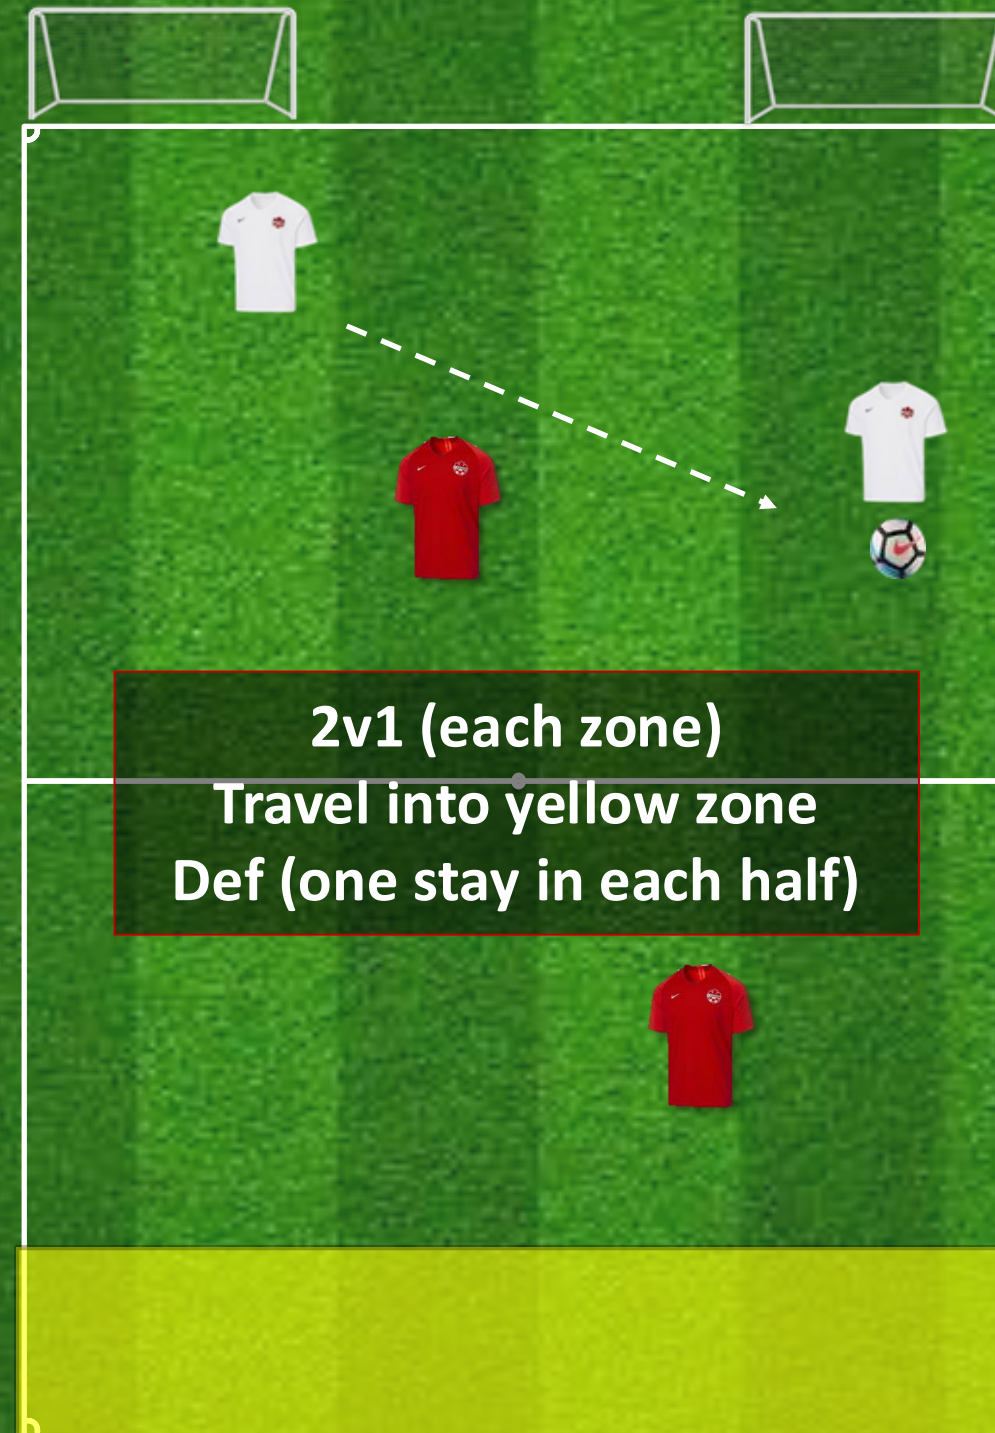 2v1 (each zone)
Travel into yellow zone
Def (one stay in each half)